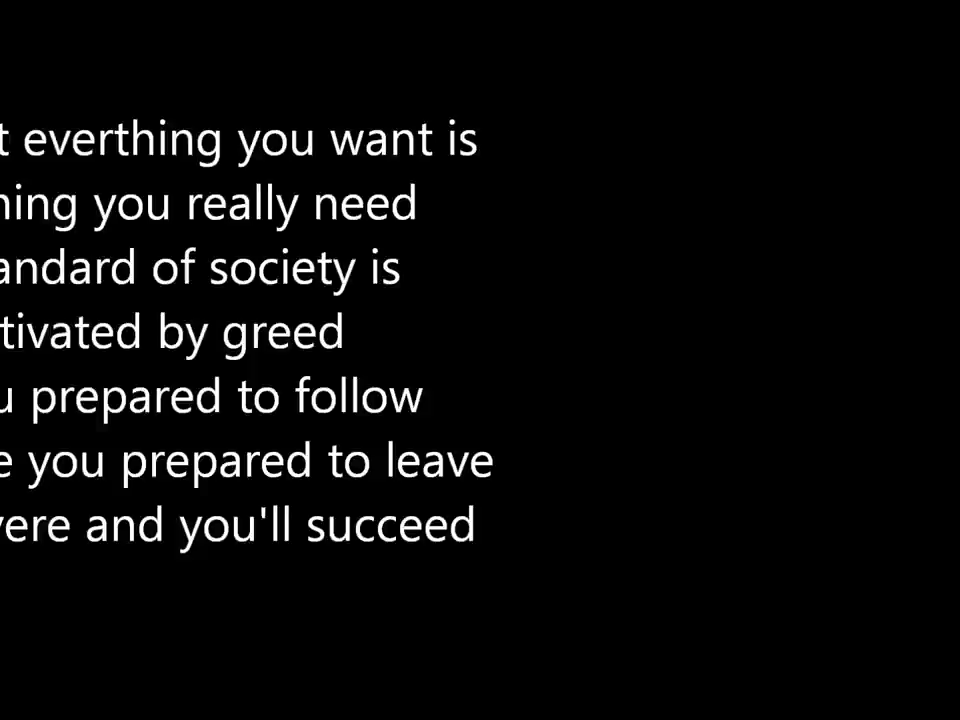 t everthing you want is
hing you really need
andard of society is
tivated by greed
u prepared to follow
e you prepared to leave
vere and you'll succeed